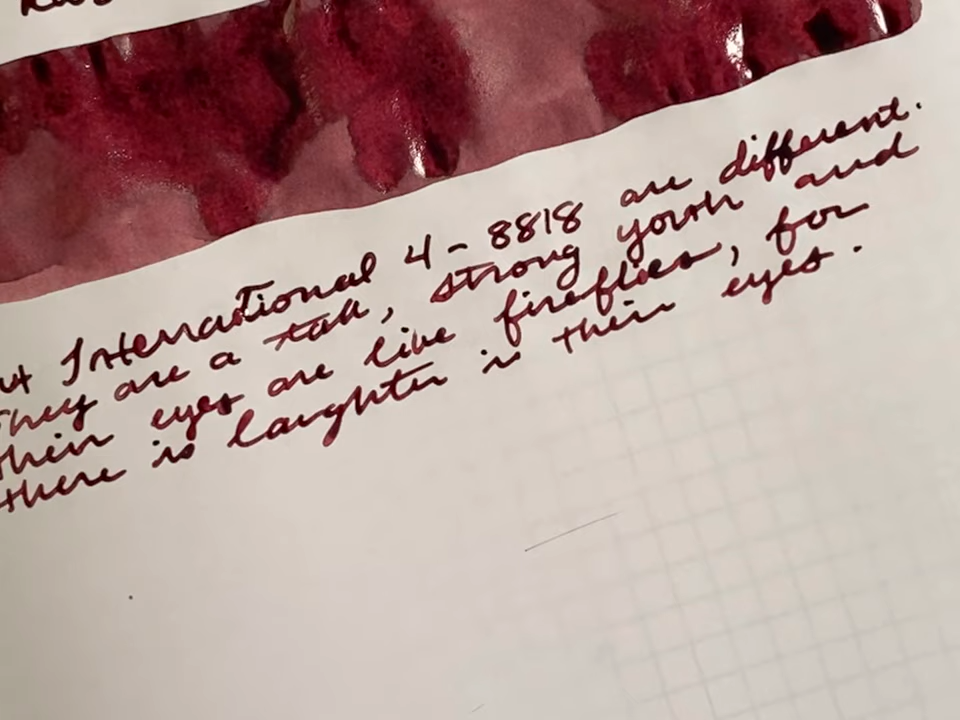 International 4-8818 are different.
They are a tall, strong youth and
their eyes are like fireflies, for
there is laughter in their eyes.